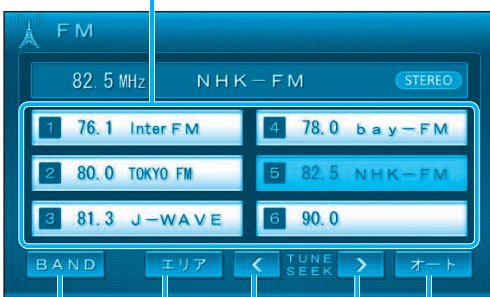 FM
82.5 MHz NHK-FM STEREO
1 76.1 InterFM
4 78.0 bay-FM
2 80.0 TOKYO FM
5 82.5 NHK-FM
3 81.3 J-WAVE
6 90.0
BAND エリア < TUNE SEEK > オート